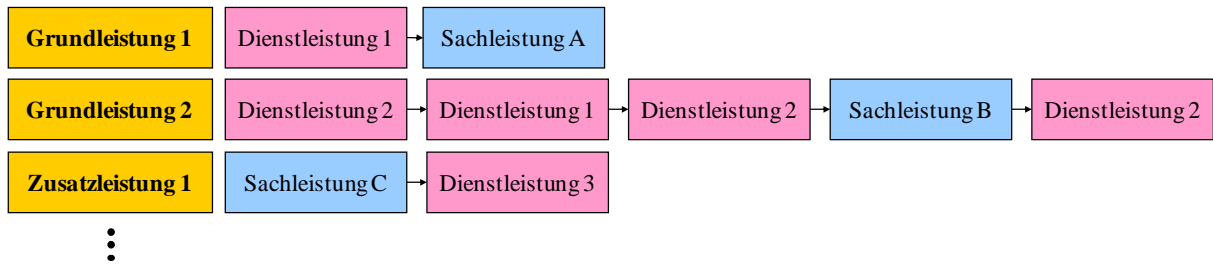 Grundleistung 1 Dienstleistung 1 Sachleistung A
Grundleistung 2 Dienstleistung 2 Dienstleistung 1 Dienstleistung 2 Sachleistung B Dienstleistung 2
Zusatzleistung 1 Sachleistung C Dienstleistung 3